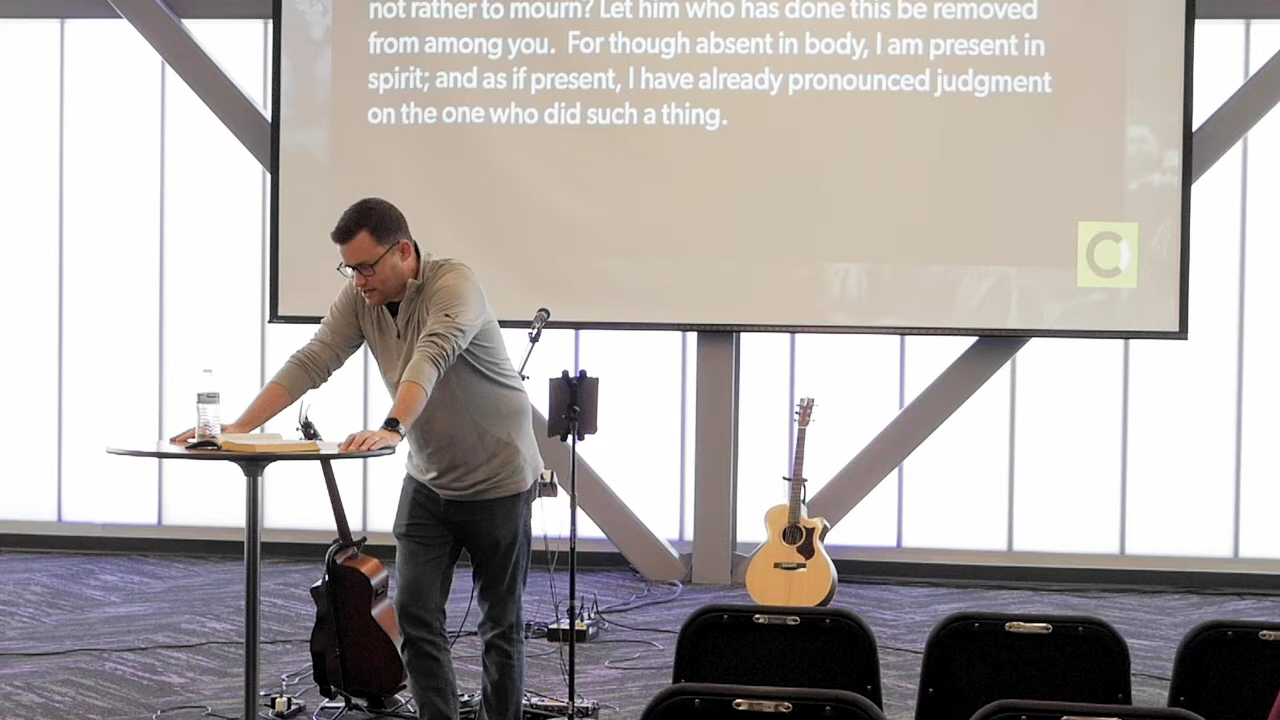 not rather to mourn? Let him who has done this be removed
from among you. For though absent in body, I am present in
spirit; and as if present, I have already pronounced judgment
on the one who did such a thing.